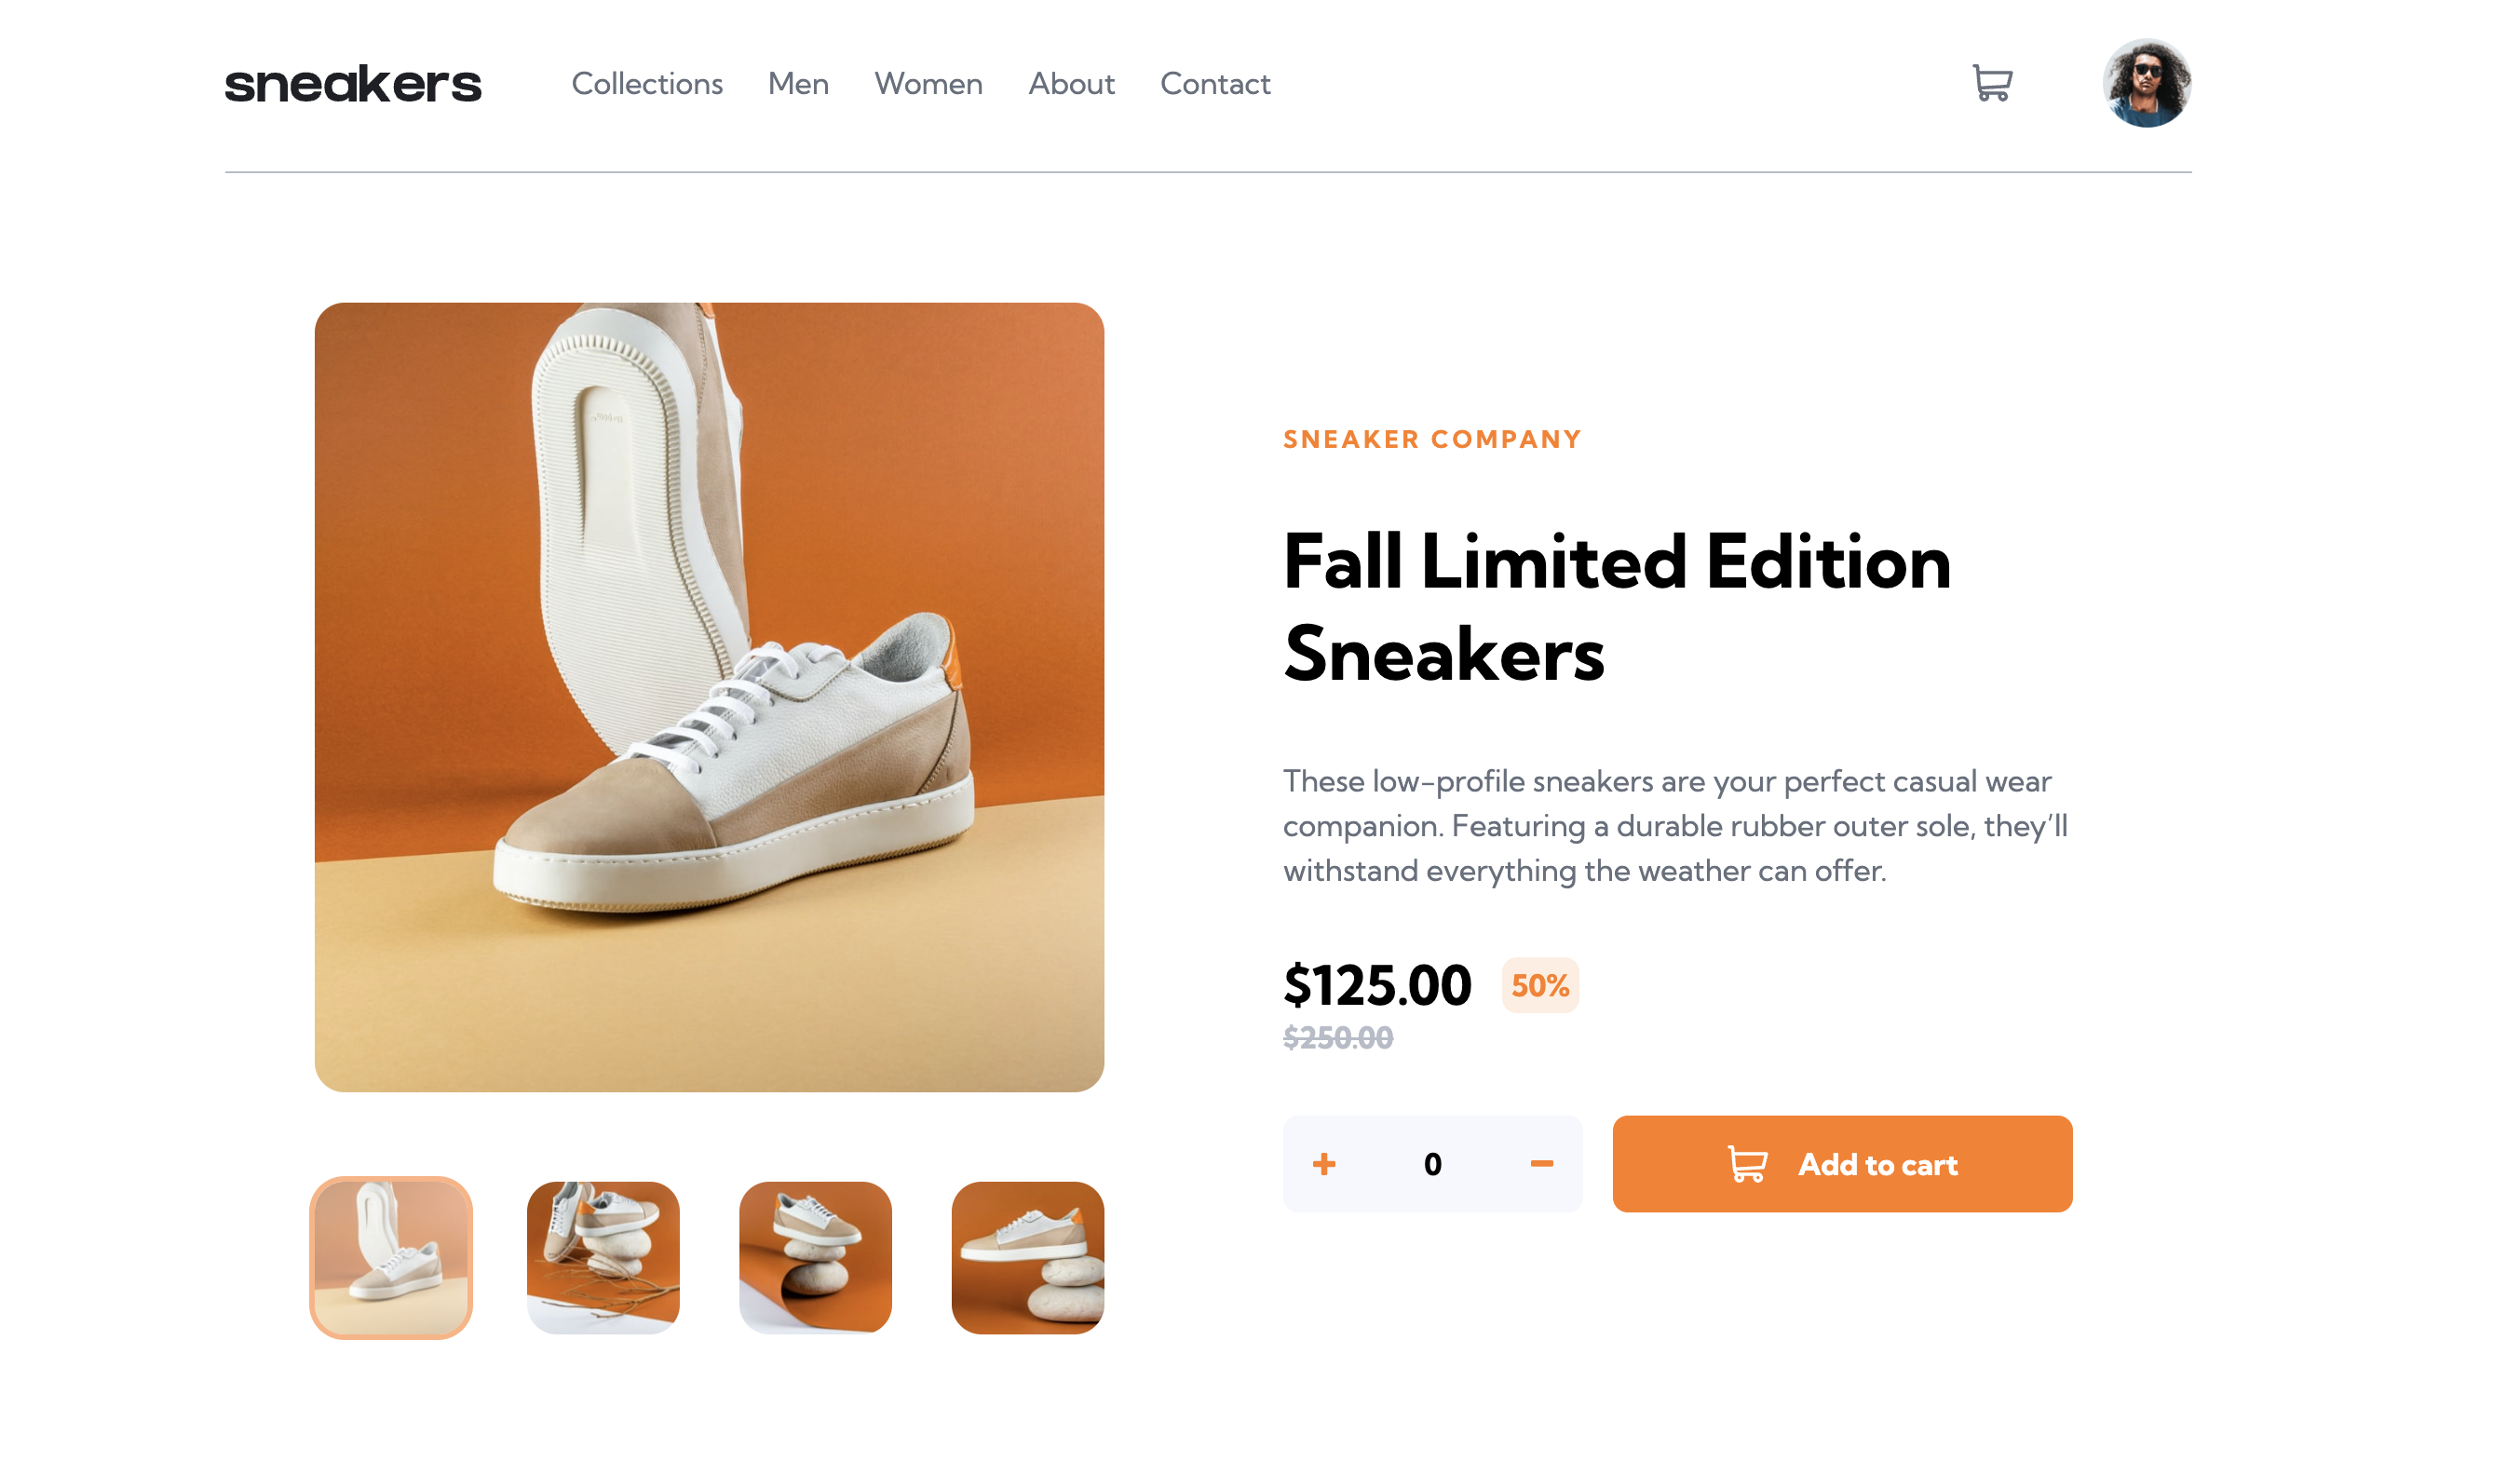 sneakers
Collections Men Women About Contact
SNEAKER COMPANY
Fall Limited Edition
Sneakers
These low-profile sneakers are your perfect casual wear
companion. Featuring a durable rubber outer sole, they’ll
withstand everything the weather can offer.
$125.00 50%
$250.00
0
Add to cart